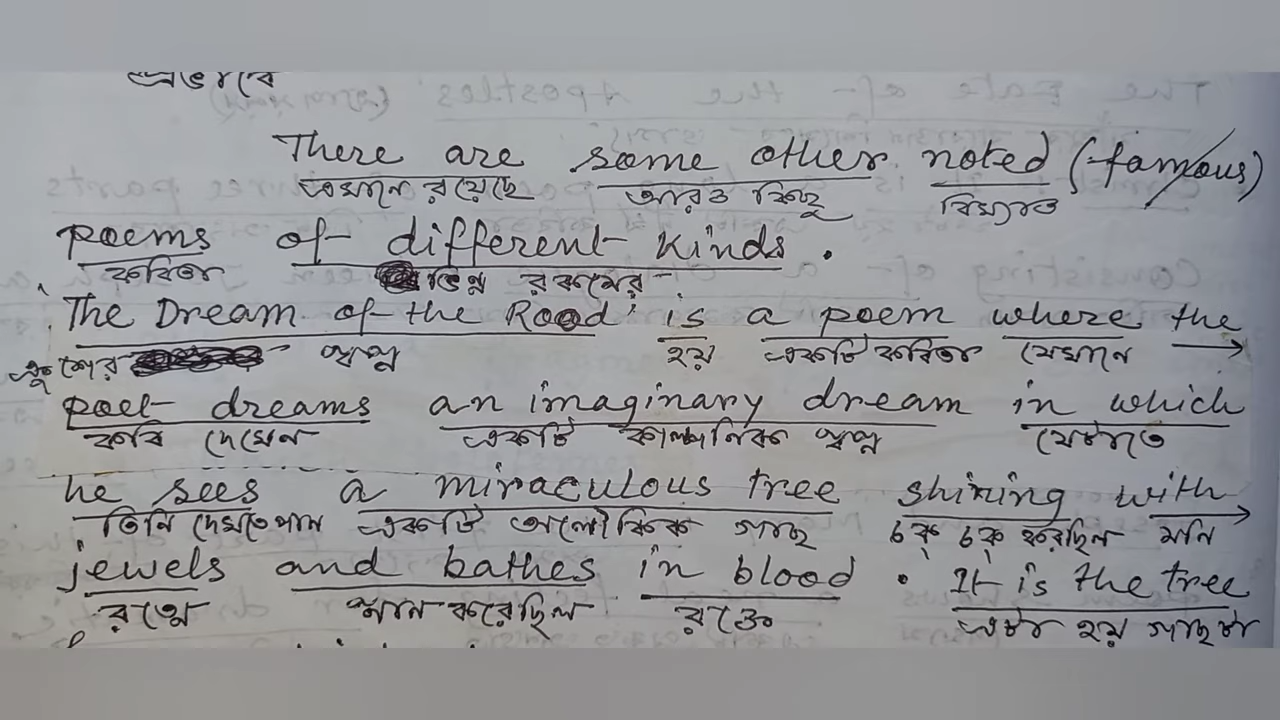 এভাবে
There are some other noted (famous)
এখানে রয়েছে আরও কিছু বিখ্যাত
poems of different kinds.
কবিতা ভিন্ন রকমের
'The Dream of the Rood' is a poem where the
ক্রুশের স্বপ্ন হয় একটি কবিতা যেখানে
poet dreams an imaginary dream in which
কবি দেখেন একটি কাল্পনিক স্বপ্ন যেটাতে
he sees a miraculous tree shining with
তিনি দেখতে পান একটি অলৌকিক গাছ চক্ চক্ করেছিল মনি
jewels and bathes in blood. It is the tree
রত্নে স্নান করেছিল রক্তে এটা হয় গাছটা